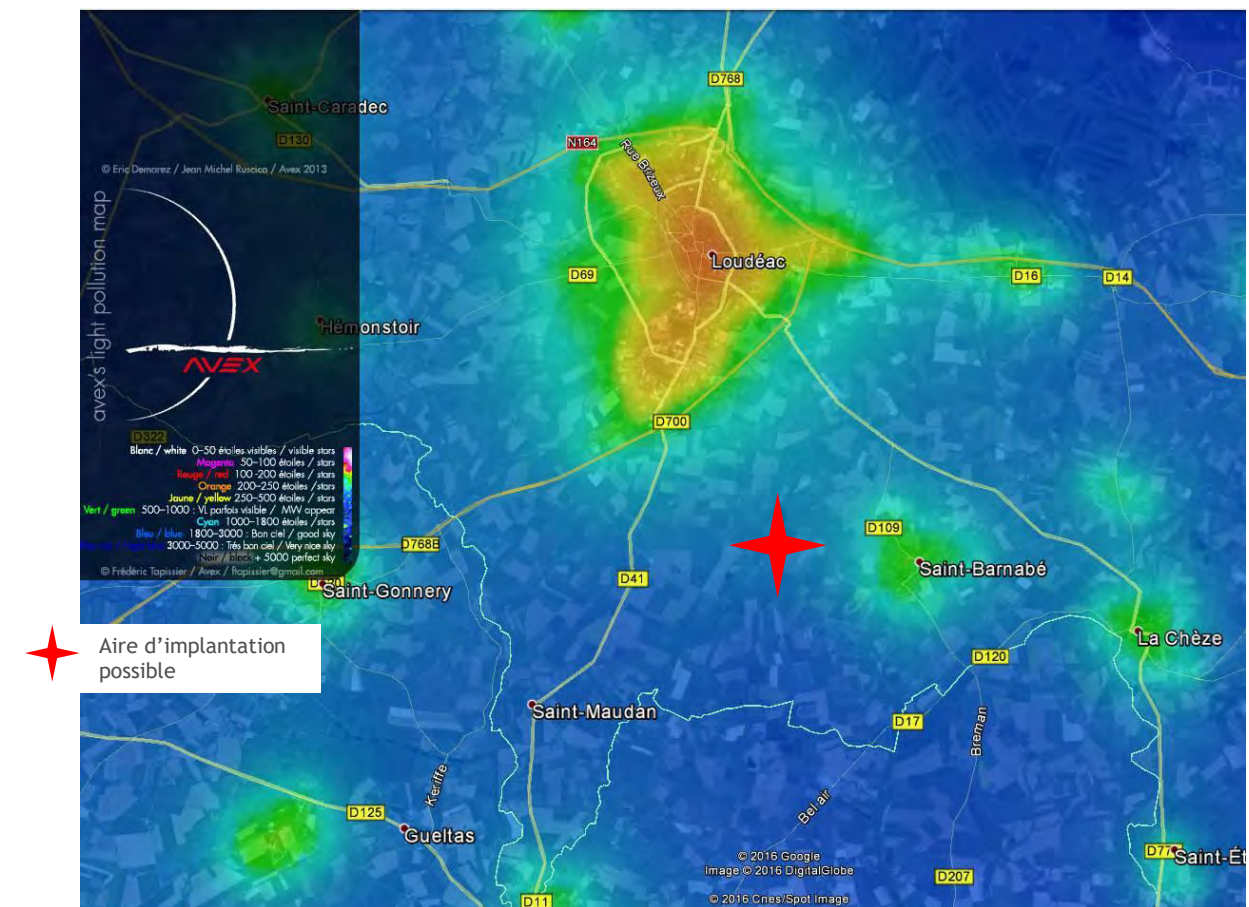 D768
Saint-Caradec
D130
N164
Rue Brizeux
© Eric Demarez / Jean Michel Ruscica / Avex 2013
avex's light pollution map
Loudéac
D69
D16
D14
Hémonstoir
AVEX
D700
D322
Blanc / white 0–50 étoiles visibles / visible stars
Magenta 50–100 étoiles / stars
Rouge / red 100 -200 étoiles / stars
Orange 200–250 étoiles /stars
Jaune / yellow 250–500 étoiles / stars
Vert / green 500–1000 : VL parfois visible / MW appear
Cyan 1000–1800 étoiles /stars
Bleu / blue 1800–3000 : Bon ciel / good sky
3000–5000 : Trés bon ciel / Very nice sky
Noir / black + 5000 perfect sky
© Frédéric Tapissier / Avex / ftapissier@gmail.com
D109
D768B
Saint-Barnabé
D41
Saint-Gonnery
Aire d'implantation
possible
La Chèze
D120
Saint-Maudan
D17
Breman
Keriffe
Bel air
D125
Gueltas
Saint-Ét
© 2016 Google
Image © 2016 DigitalGlobe
D207
D11
© 2016 Cnes/Spot Image